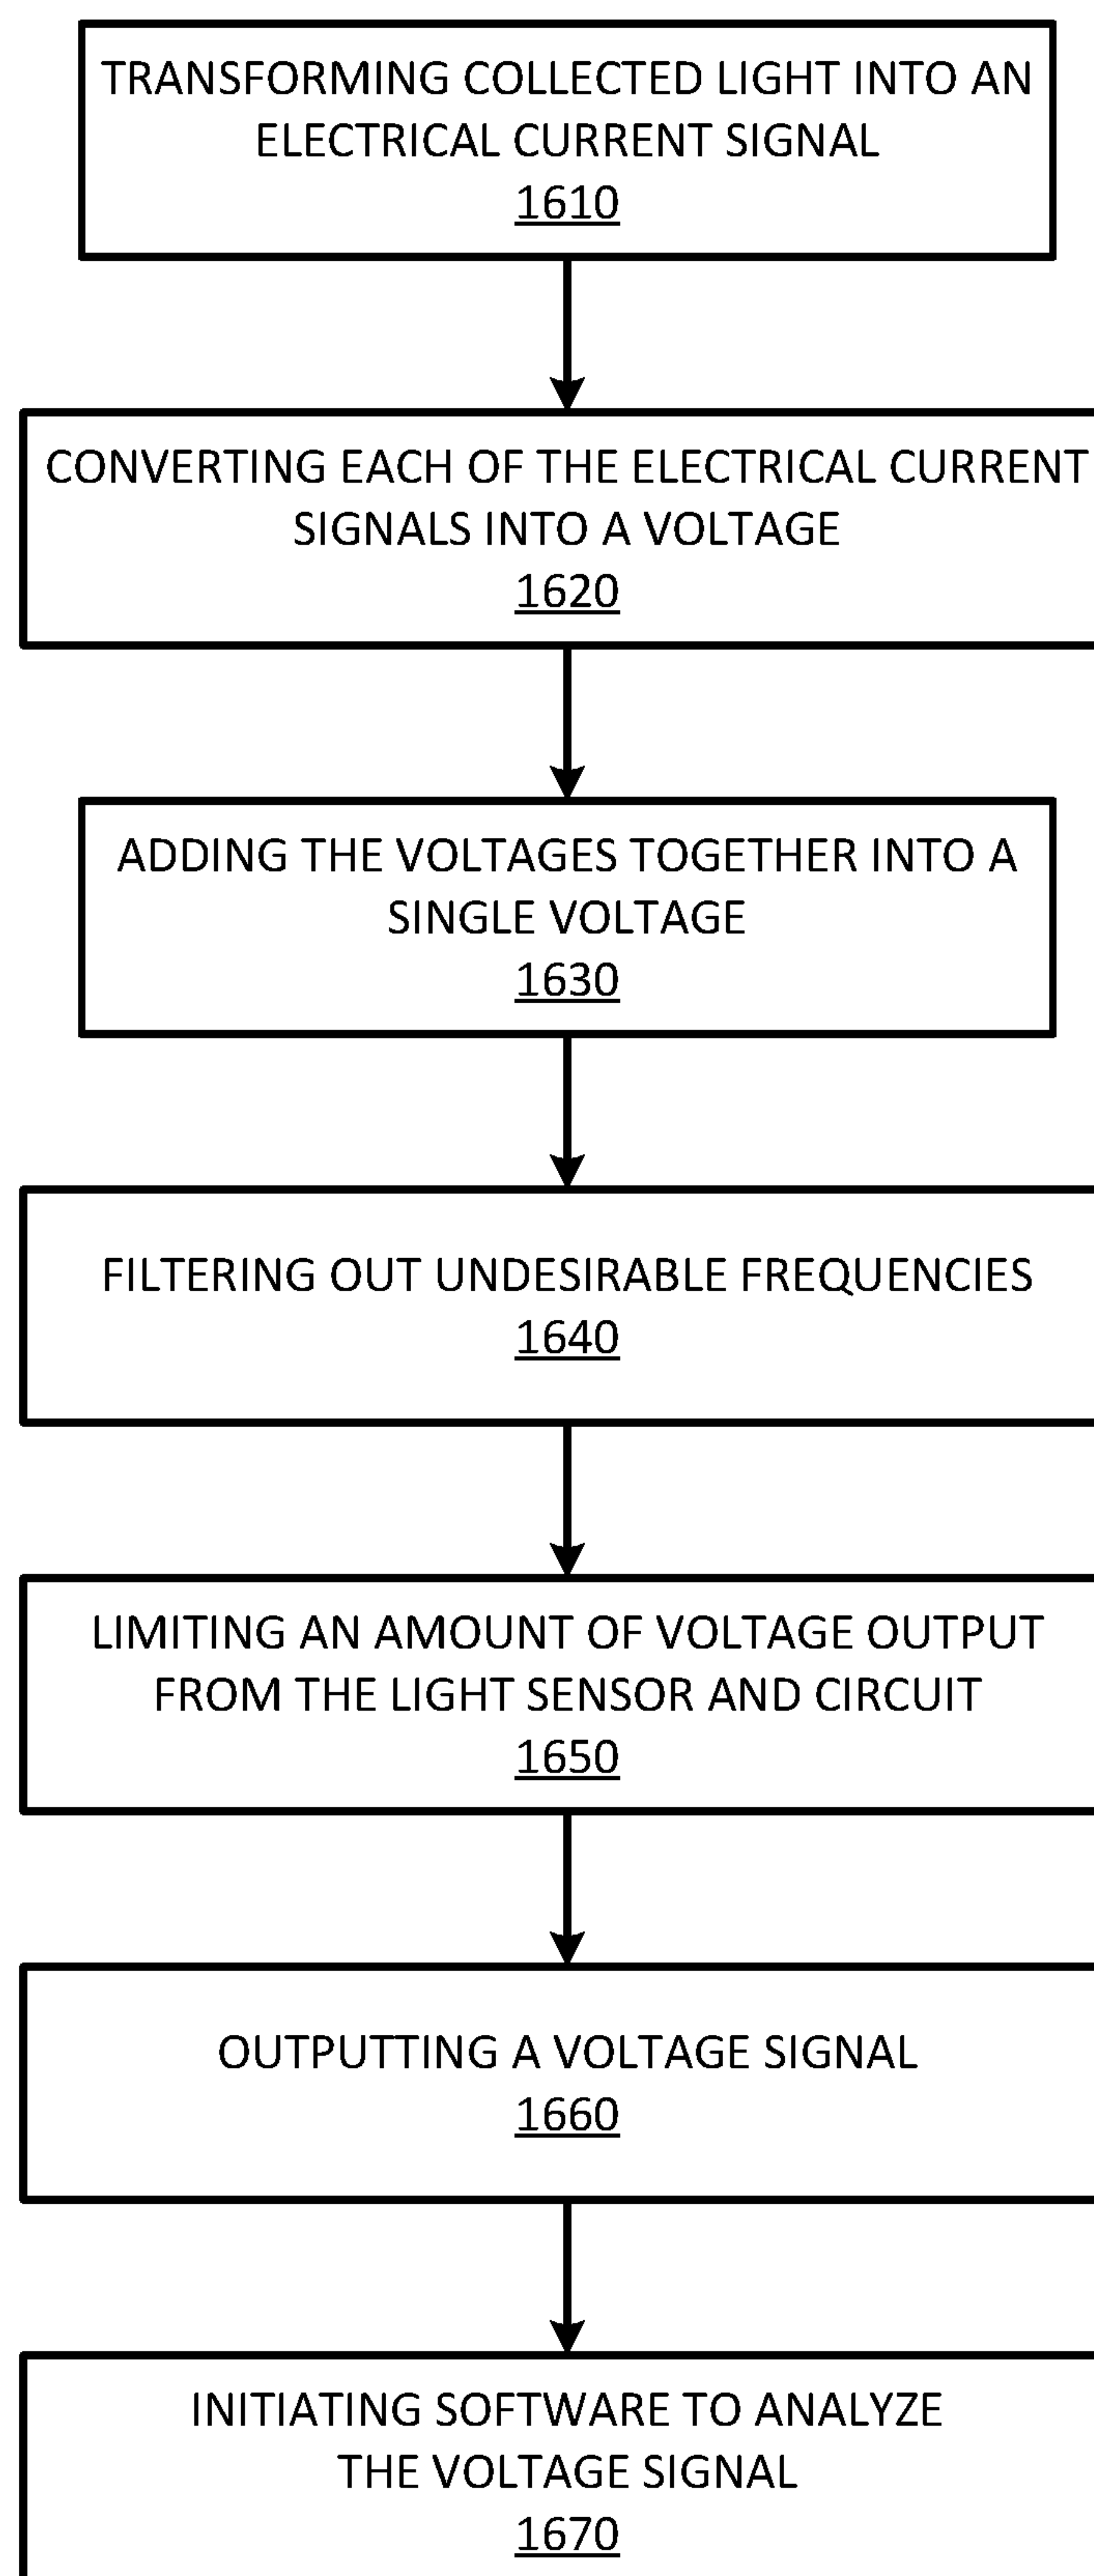 TRANSFORMING COLLECTED LIGHT INTO AN
ELECTRICAL CURRENT SIGNAL
1610
CONVERTING EACH OF THE ELECTRICAL CURRENT
SIGNALS INTO A VOLTAGE
1620
ADDING THE VOLTAGES TOGETHER INTO A
SINGLE VOLTAGE
1630
FILTERING OUT UNDESIRABLE FREQUENCIES
1640
LIMITING AN AMOUNT OF VOLTAGE OUTPUT
FROM THE LIGHT SENSOR AND CIRCUIT
1650
OUTPUTTING A VOLTAGE SIGNAL
1660
INITIATING SOFTWARE TO ANALYZE
THE VOLTAGE SIGNAL
1670